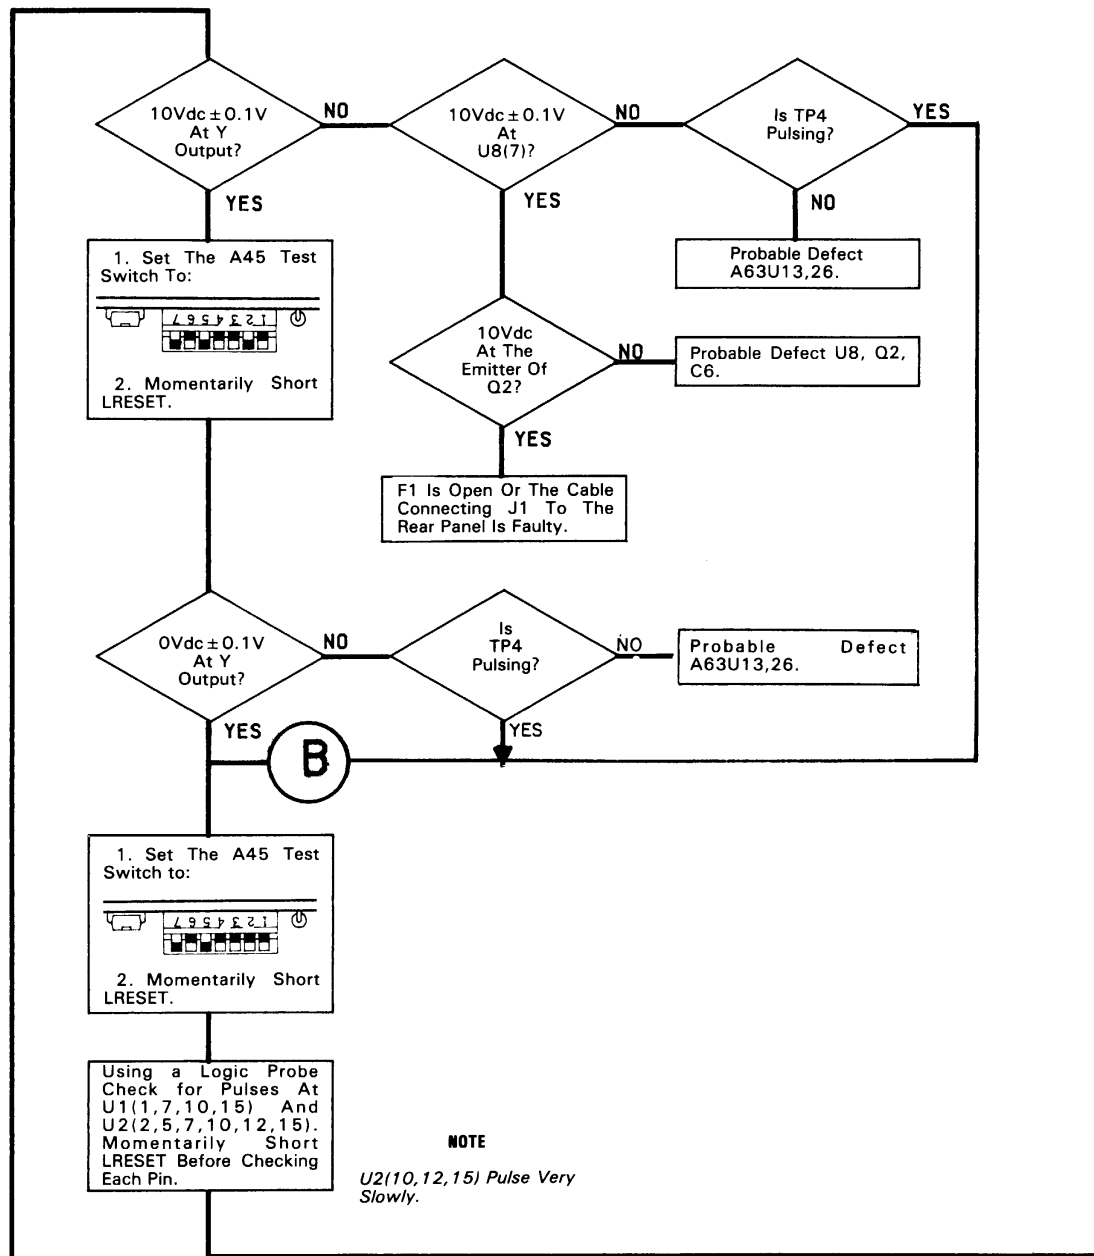 10Vdc ± 0.1V
At Y
Output?
NO
YES
10Vdc ± 0.1V
At
U8(7)?
NO
YES
Is TP4
Pulsing?
YES
NO
Probable Defect
A63U13,26.
1. Set The A45 Test
Switch To:
1 2 3 4 5 6 7
2. Momentarily Short
LRESET.
10Vdc
At The
Emitter Of
Q2?
NO
YES
Probable Defect U8, Q2,
C6.
F1 Is Open Or The Cable
Connecting J1 To The
Rear Panel Is Faulty.
0Vdc ± 0.1V
At Y
Output?
NO
YES
Is
TP4
Pulsing?
NO
YES
Probable Defect
A63U13,26.
B
1. Set The A45 Test
Switch to:
1 2 3 4 5 6 7
2. Momentarily Short
LRESET.
Using a Logic Probe
Check for Pulses At
U1(1,7,10,15) And
U2(2,5,7,10,12,15).
Momentarily Short
LRESET Before Checking
Each Pin.
NOTE
U2(10,12,15) Pulse Very
Slowly.